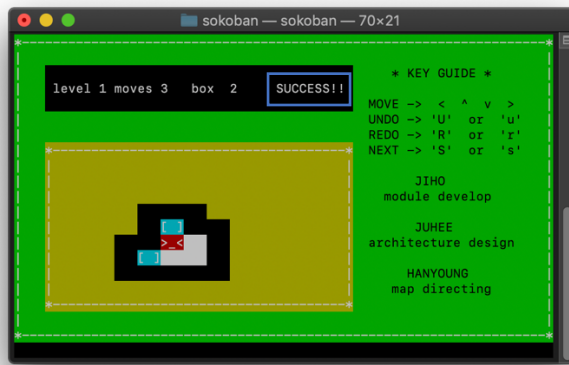 sokoban — sokoban — 70×21
level 1 moves 3 box 2 SUCCESS!!
* KEY GUIDE *
MOVE -> < ^ v >
UNDO -> 'U' or 'u'
REDO -> 'R' or 'r'
NEXT -> 'S' or 's'
JIHO
module develop
JUHEE
architecture design
HANYOUNG
map directing
[ ]
>_<
[ ]